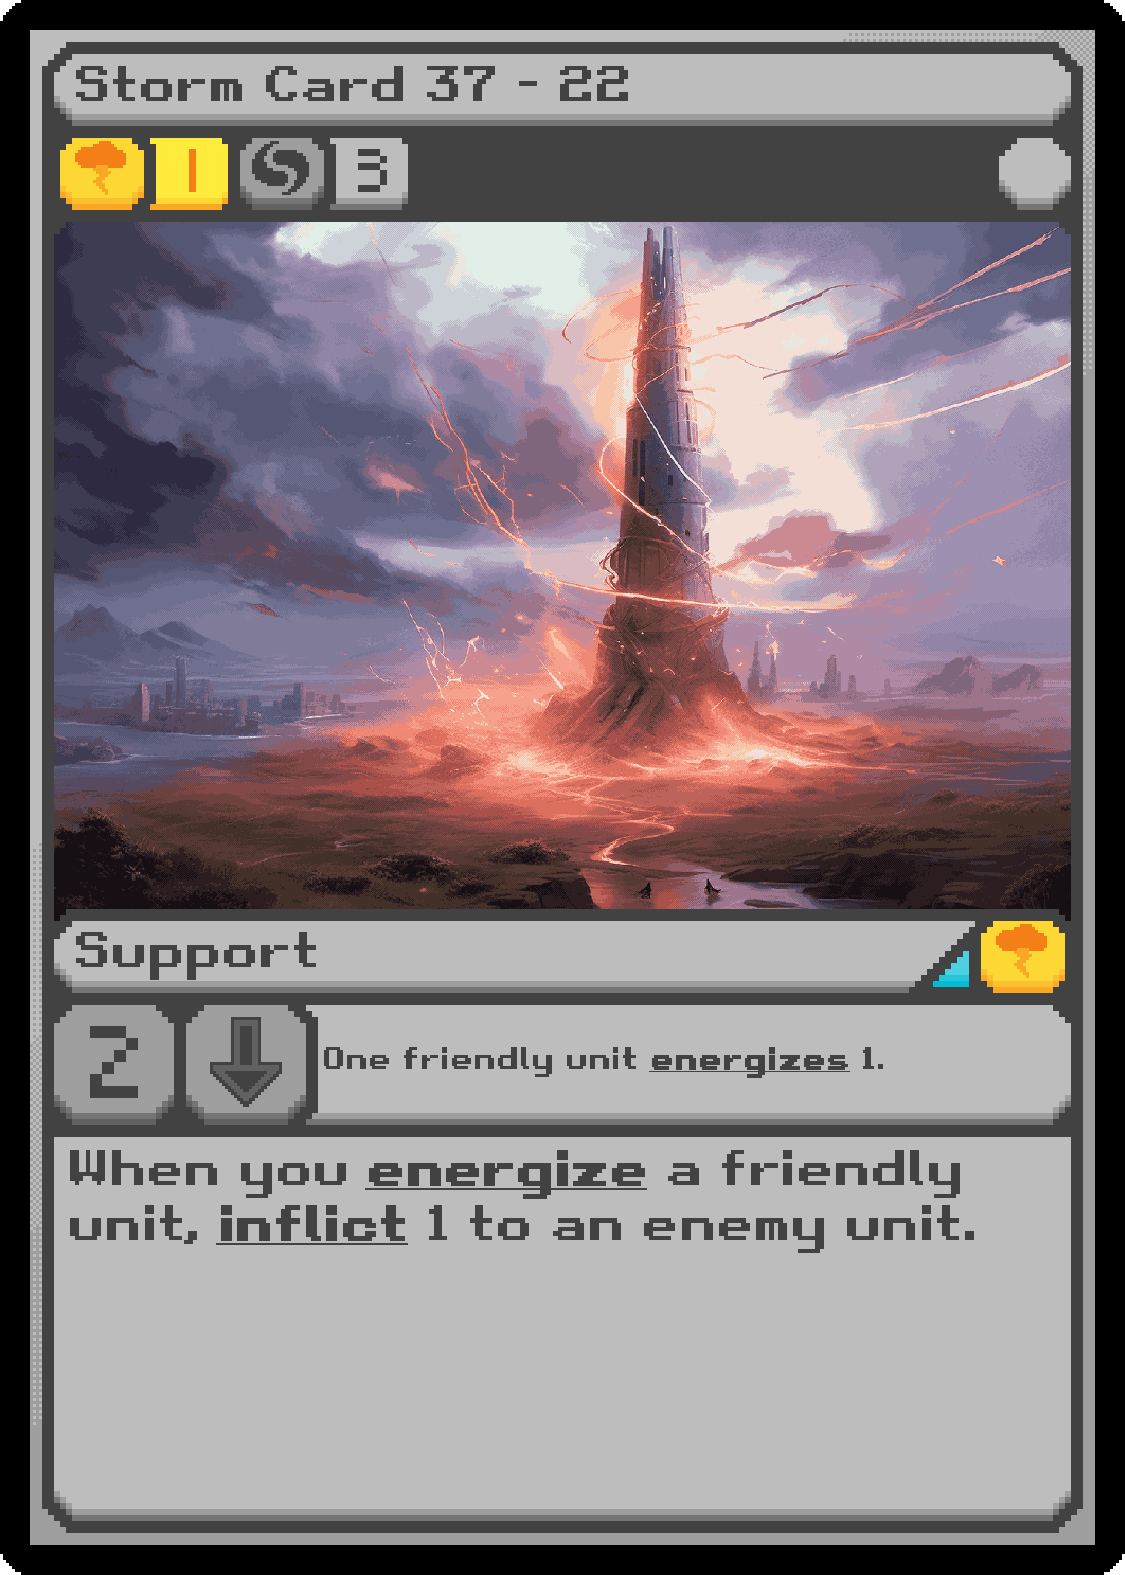 Storm Card 37 - 22
1 3
Support
2 One friendly unit energizes 1.
When you energize a friendly
unit, inflict 1 to an enemy unit.